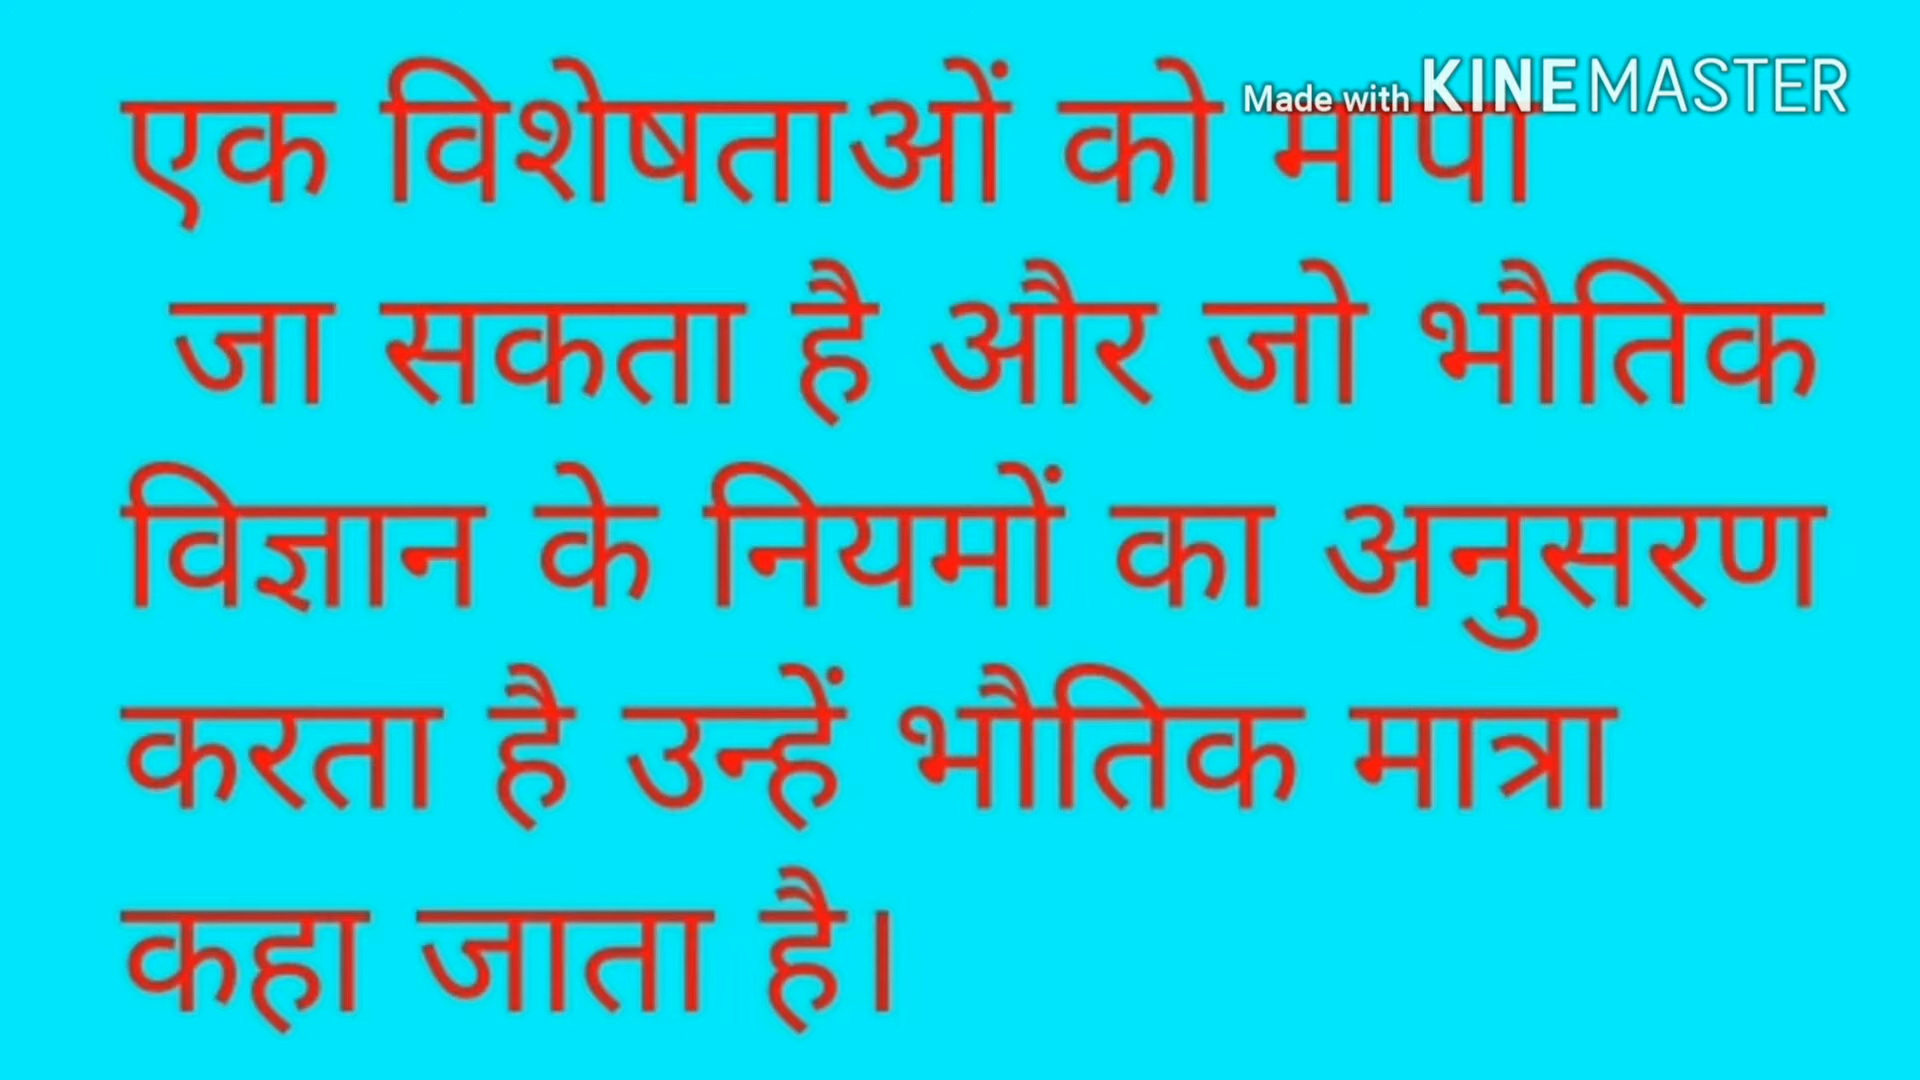 एक विशेषताओं को मापा
Made with KINEMASTER
जा सकता है और जो भौतिक
विज्ञान के नियमों का अनुसरण
करता है उन्हें भौतिक मात्रा
कहा जाता है।